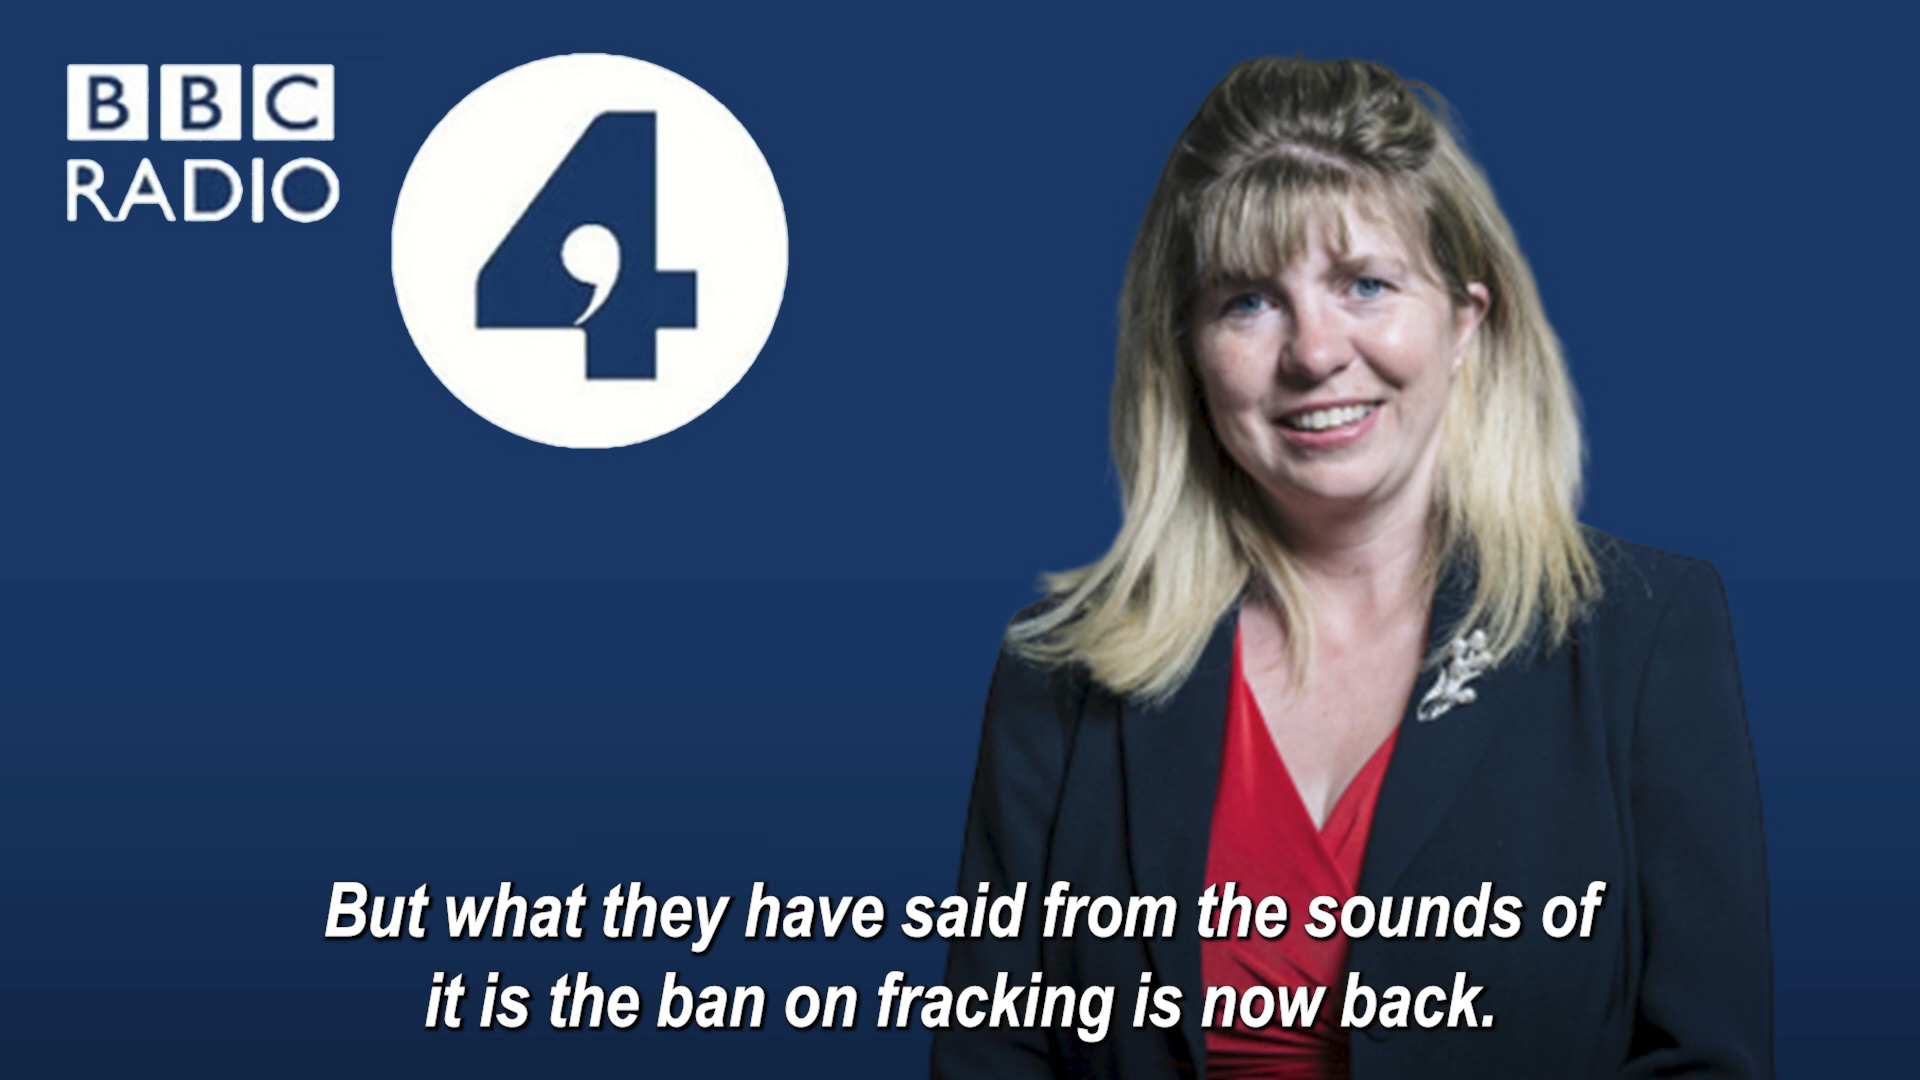 BBC
RADIO
4
But what they have said from the sounds of
it is the ban on fracking is now back.